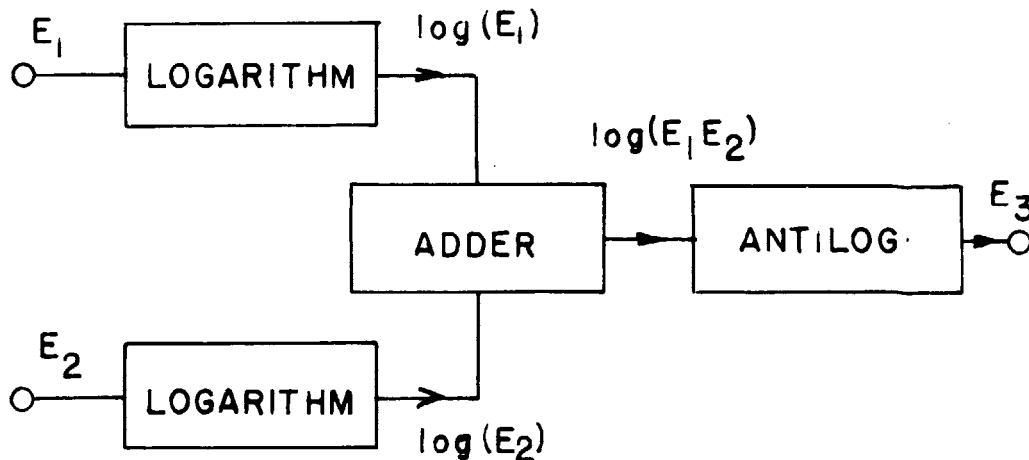 E₁
LOGARITHM
log(E₁)
log(E₁E₂)
ADDER
ANTILOG
E₃
E₂
LOGARITHM
log(E₂)